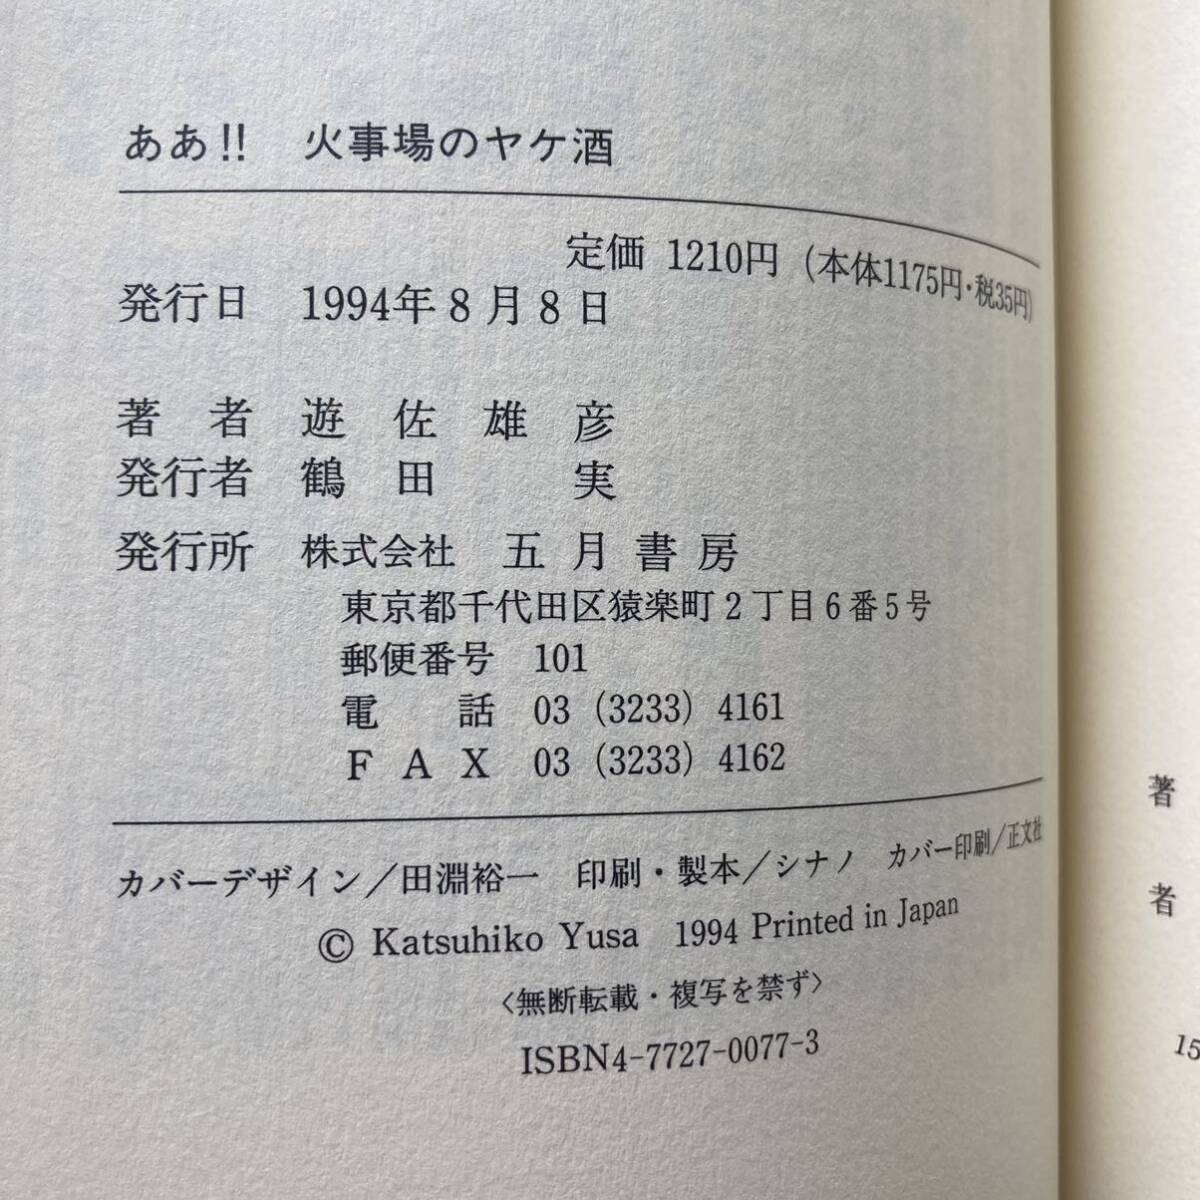 ああ!! 火事場のヤケ酒
定価 1210円（本体1175円・税35円）
発行日 1994年8月8日
著者 遊佐雄彦
発行者 鶴田 実
発行所 株式会社 五月書房
東京都千代田区猿楽町2丁目6番5号
郵便番号 101
電話 03（3233）4161
FAX 03（3233）4162
カバーデザイン/田淵裕一 印刷・製本/シナノ カバー印刷/正文社
© Katsuhiko Yusa 1994 Printed in Japan
〈無断転載・複写を禁ず〉
ISBN4-7727-0077-3
著者
15